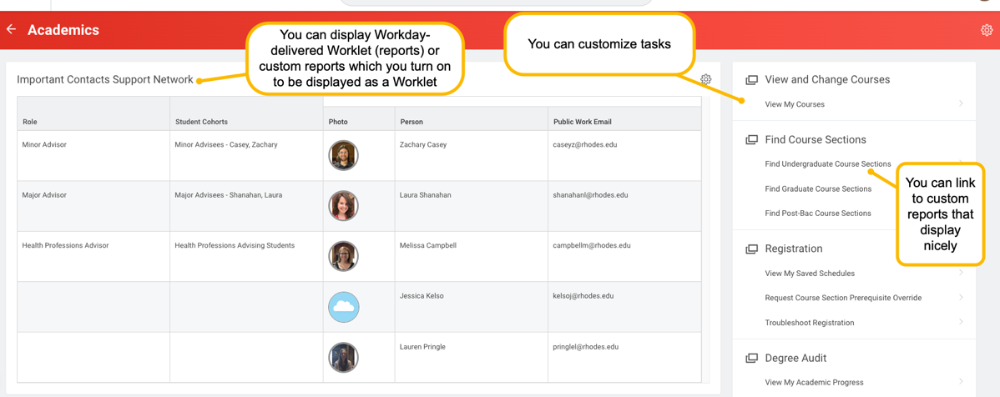 Academics
You can display Workday-
delivered Worklet (reports) or
custom reports which you turn on
to be displayed as a Worklet
You can customize tasks
Important Contacts Support Network
Role Student Cohorts Photo Person Public Work Email
Minor Advisor Minor Advisees - Casey, Zachary Zachary Casey caseyz@rhodes.edu
Major Advisor Major Advisees - Shanahan, Laura Laura Shanahan shanahanl@rhodes.edu
Health Professions Advisor Health Professions Advising Students Melissa Campbell campbellm@rhodes.edu
Jessica Kelso kelsoj@rhodes.edu
Lauren Pringle pringlel@rhodes.edu
View and Change Courses
View My Courses
Find Course Sections
Find Undergraduate Course Sections
Find Graduate Course Sections
Find Post-Bac Course Sections
You can link
to custom
reports that
display
nicely
Registration
View My Saved Schedules
Request Course Section Prerequisite Override
Troubleshoot Registration
Degree Audit
View My Academic Progress